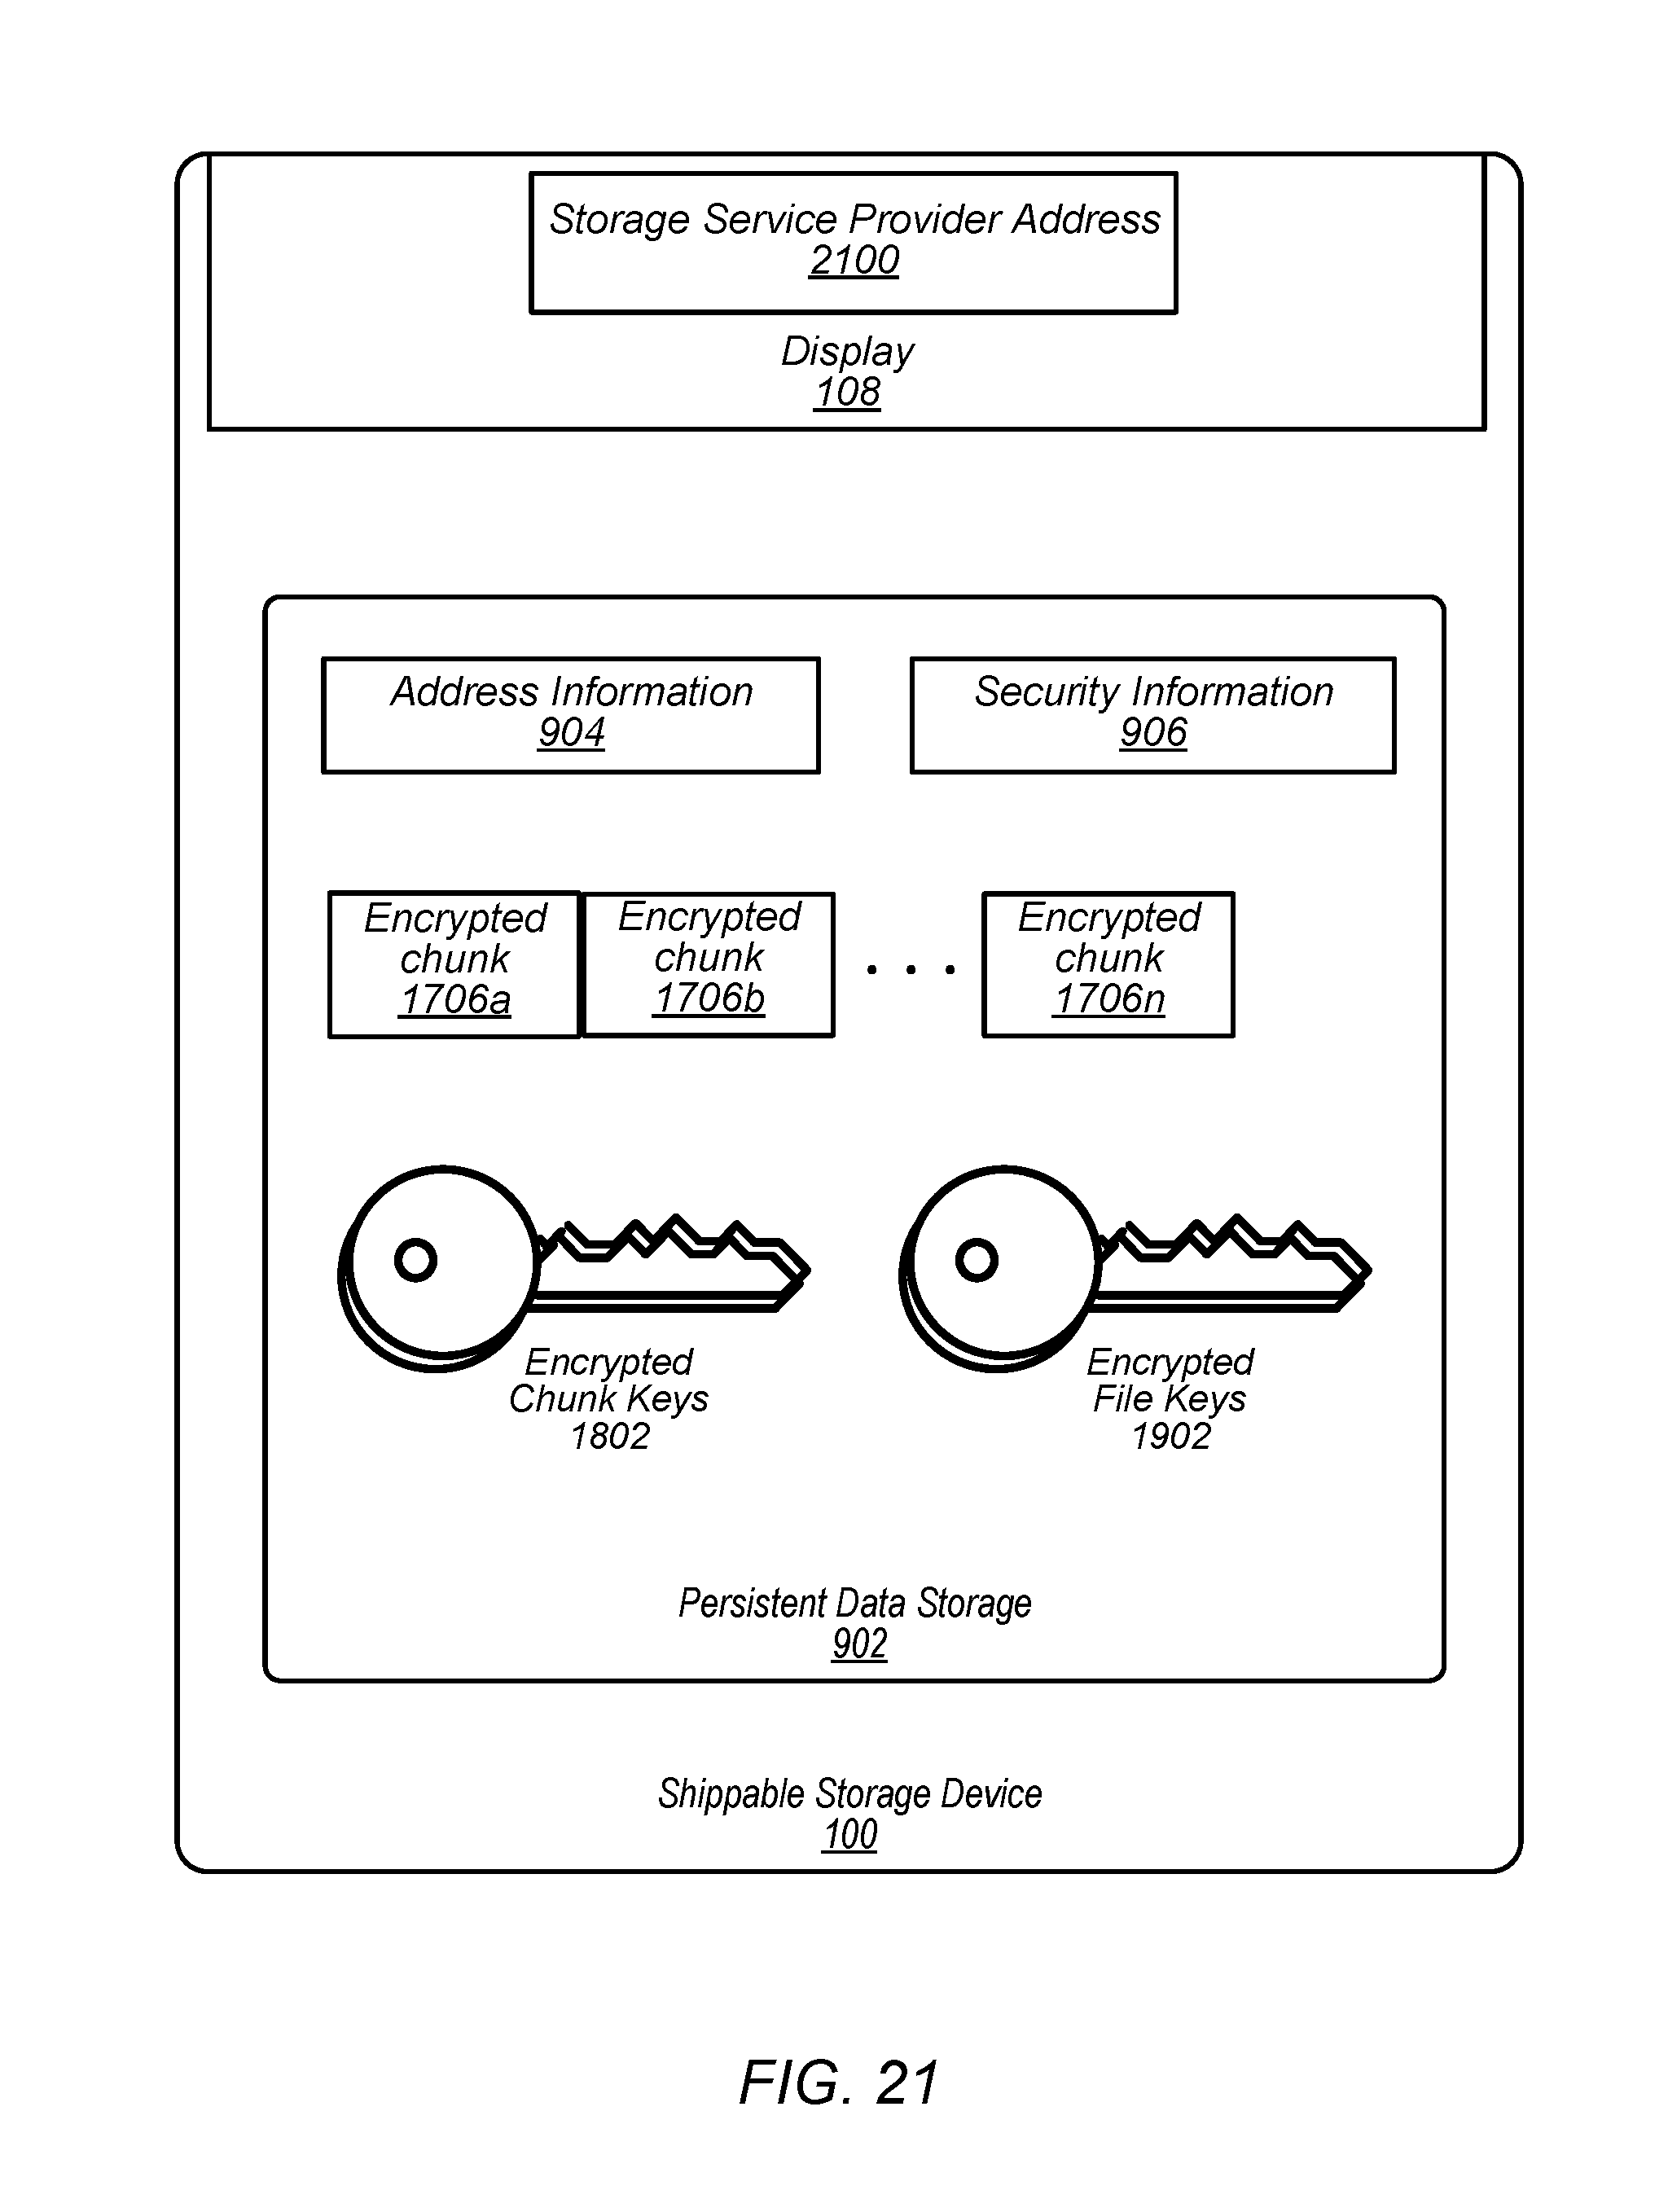 Storage Service Provider Address
2100
Display
108
Address Information
904
Security Information
906
Encrypted
chunk
1706a
Encrypted
chunk
1706b
. . .
Encrypted
chunk
1706n
Encrypted
Chunk Keys
1802
Encrypted
File Keys
1902
Persistent Data Storage
902
Shippable Storage Device
100
FIG. 21